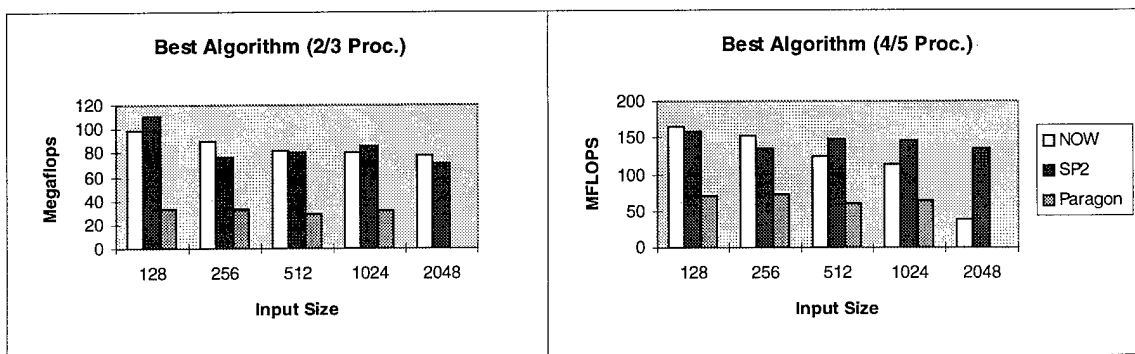 Best Algorithm (2/3 Proc.)
Megaflops
120
100
80
60
40
20
0
128 256 512 1024 2048
Input Size
Best Algorithm (4/5 Proc.)
MFLOPS
200
150
100
50
0
128 256 512 1024 2048
Input Size
NOW
SP2
Paragon